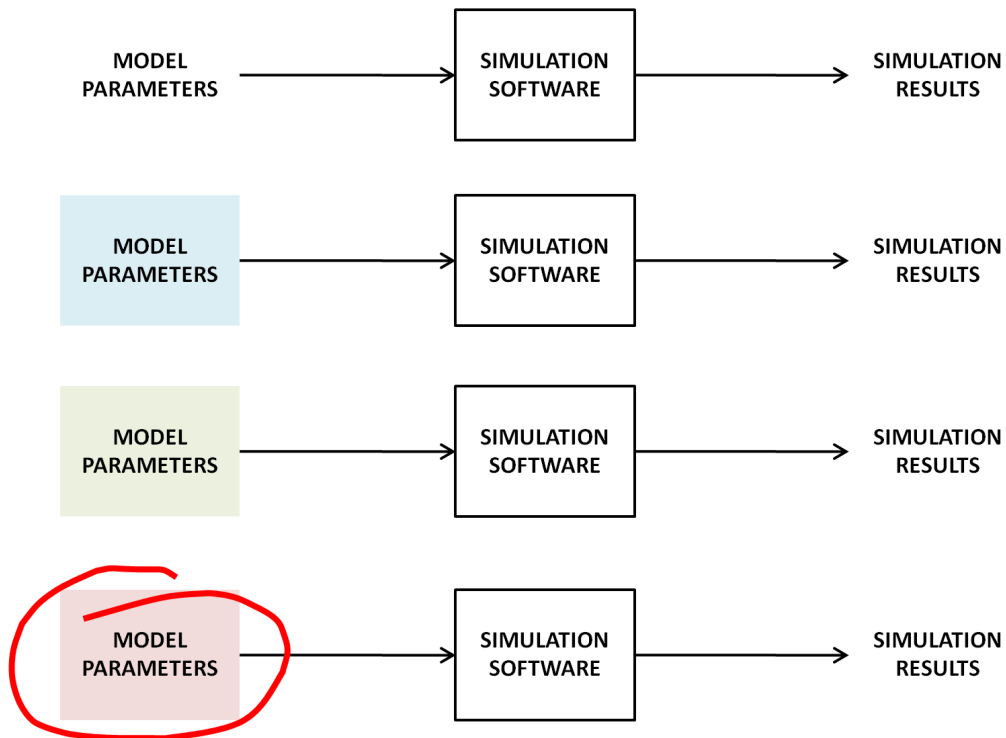 MODEL
PARAMETERS
SIMULATION
SOFTWARE
SIMULATION
RESULTS
MODEL
PARAMETERS
SIMULATION
SOFTWARE
SIMULATION
RESULTS
MODEL
PARAMETERS
SIMULATION
SOFTWARE
SIMULATION
RESULTS
MODEL
PARAMETERS
SIMULATION
SOFTWARE
SIMULATION
RESULTS